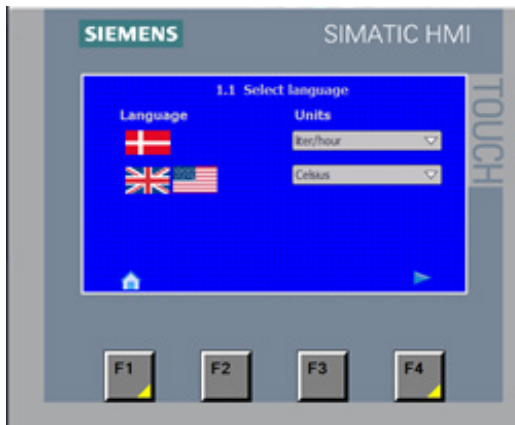 SIEMENS
SIMATIC HMI
TOUCH
1.1 Select language
Language
Units
liter/hour
Celsius
F1
F2
F3
F4